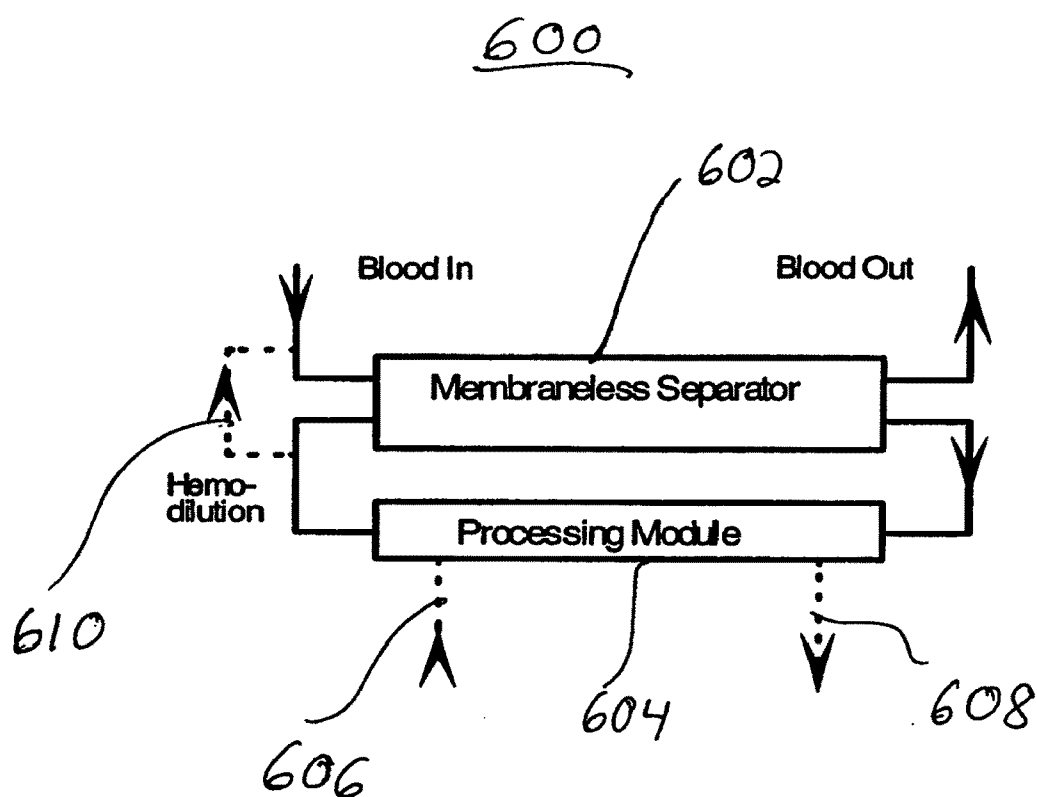 600
602
Blood In
Blood Out
Membraneless Separator
Hemo-
dilution
Processing Module
610
606
604
608